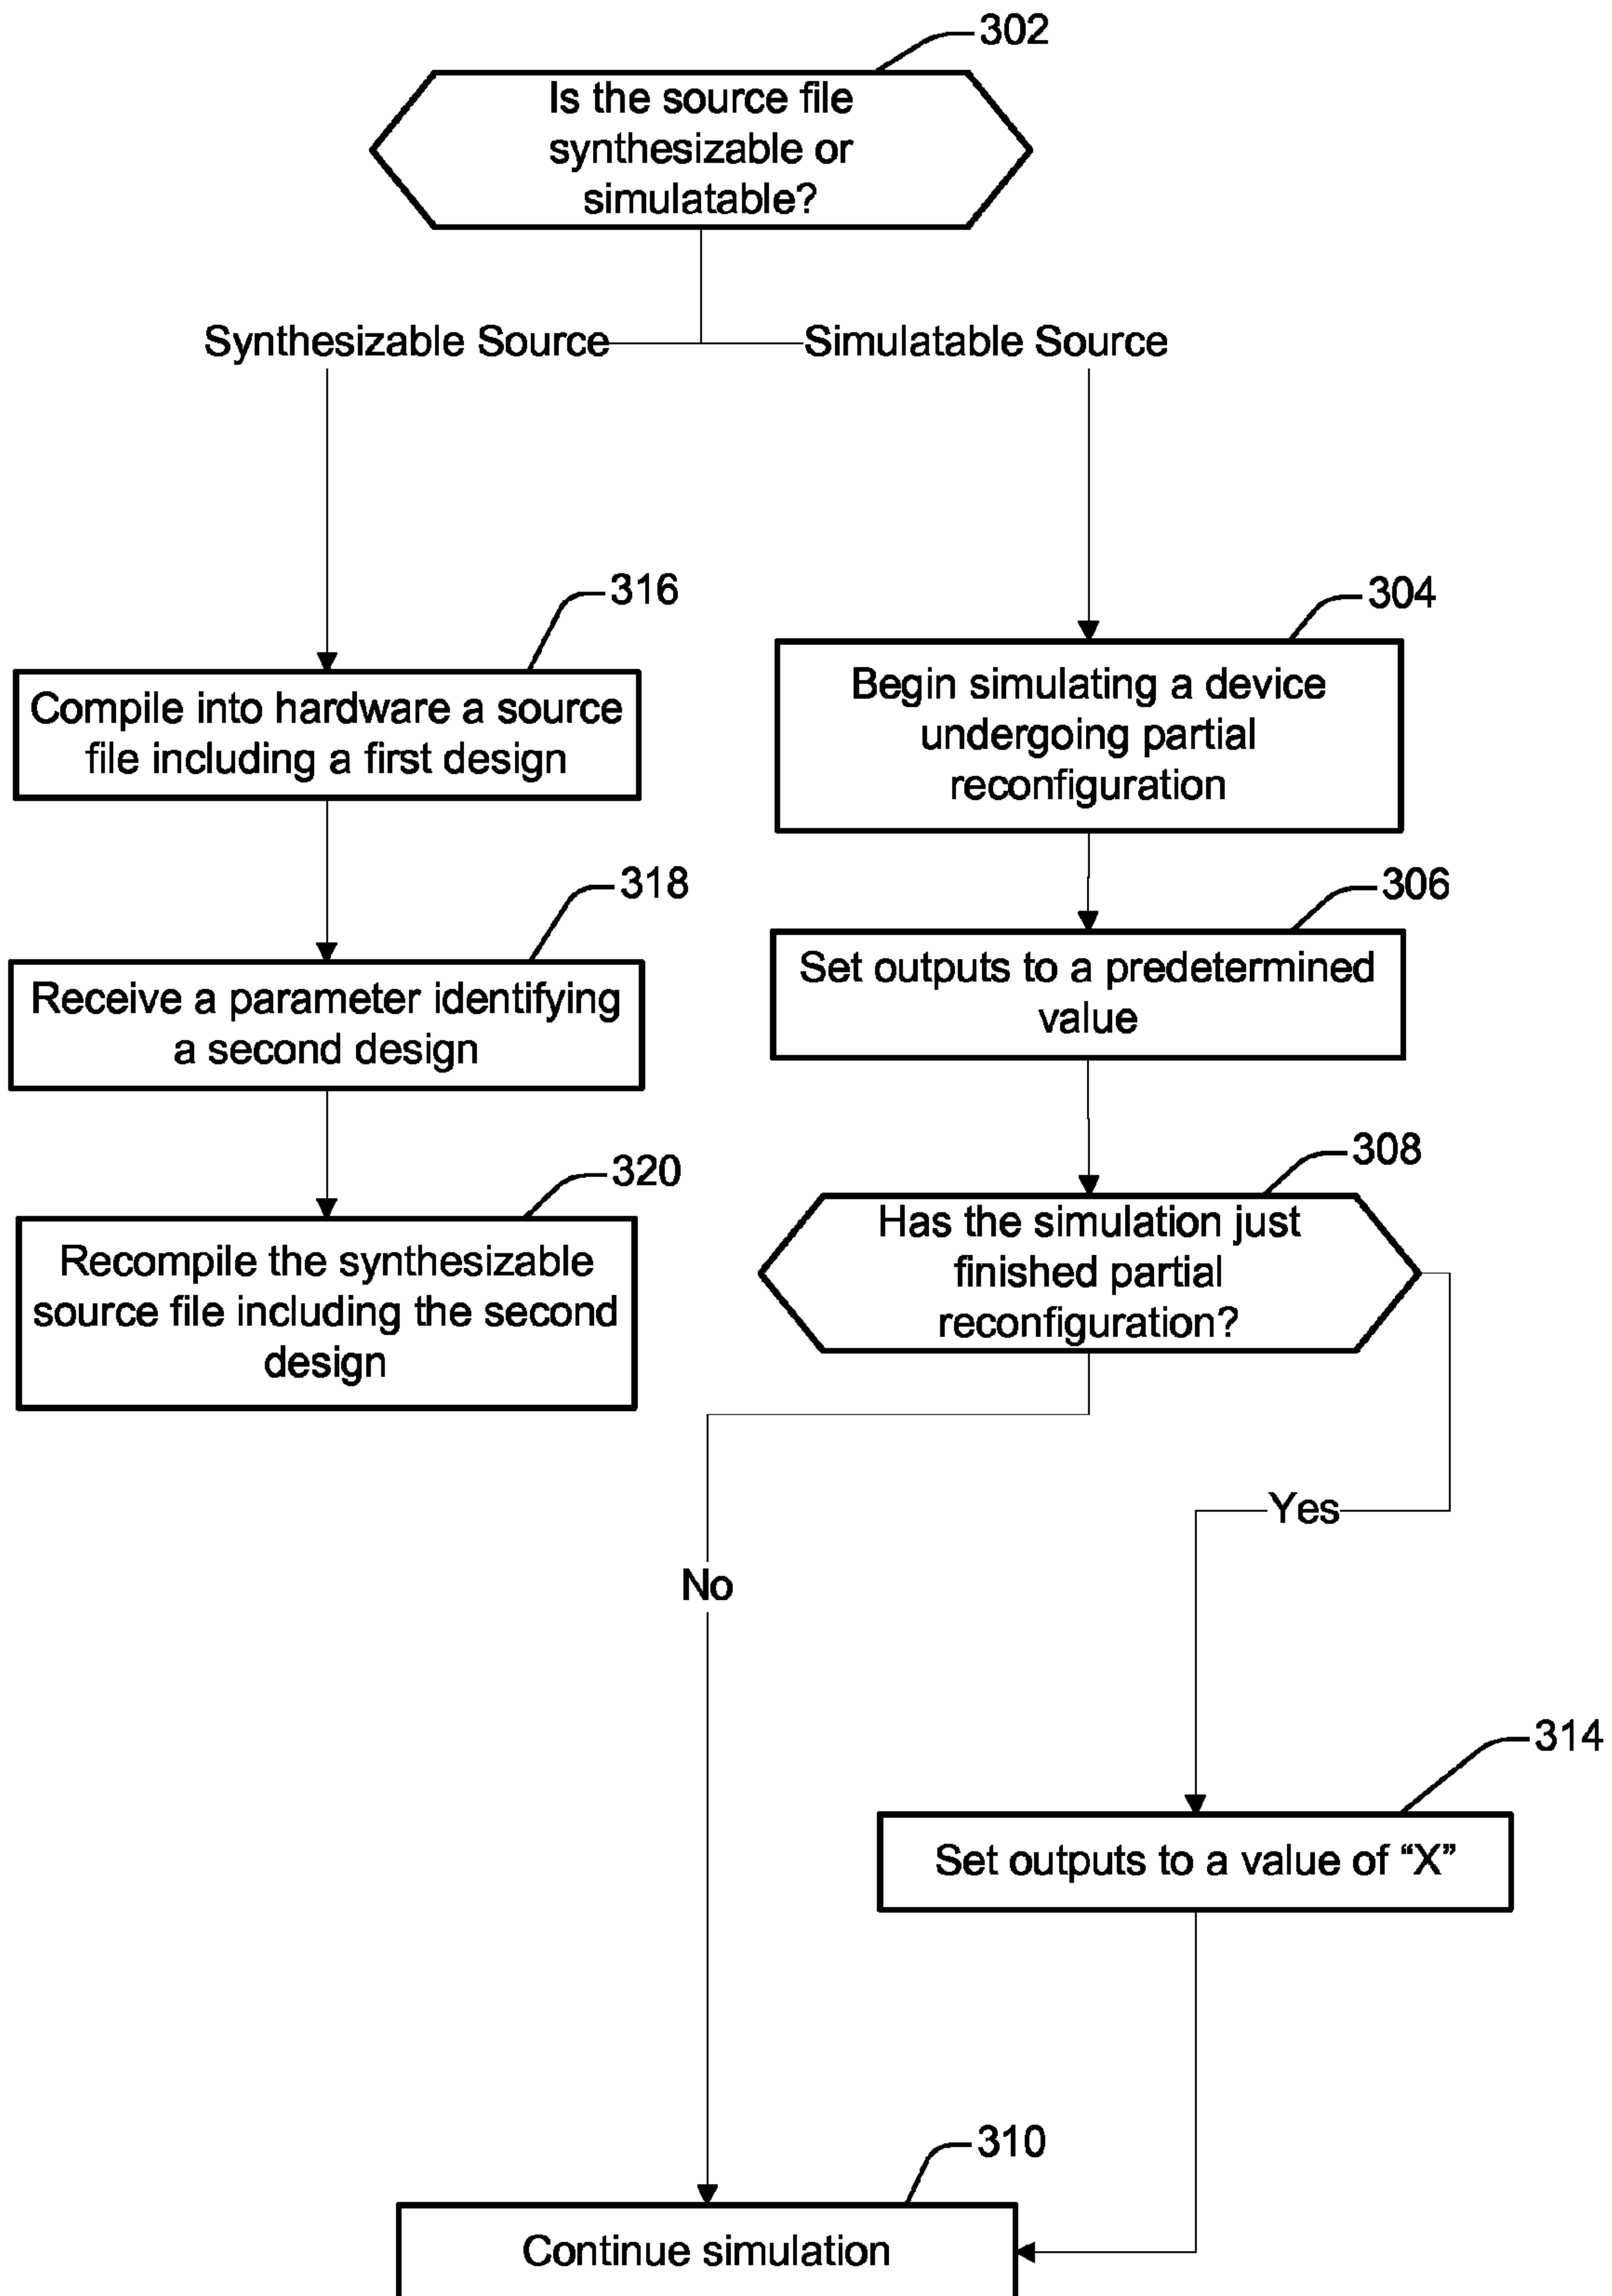 302
Is the source file
synthesizable or
simulatable?
Synthesizable Source
Simulatable Source
316
Compile into hardware a source
file including a first design
304
Begin simulating a device
undergoing partial
reconfiguration
318
Receive a parameter identifying
a second design
306
Set outputs to a predetermined
value
320
Recompile the synthesizable
source file including the second
design
308
Has the simulation just
finished partial
reconfiguration?
Yes
No
314
Set outputs to a value of “X”
310
Continue simulation